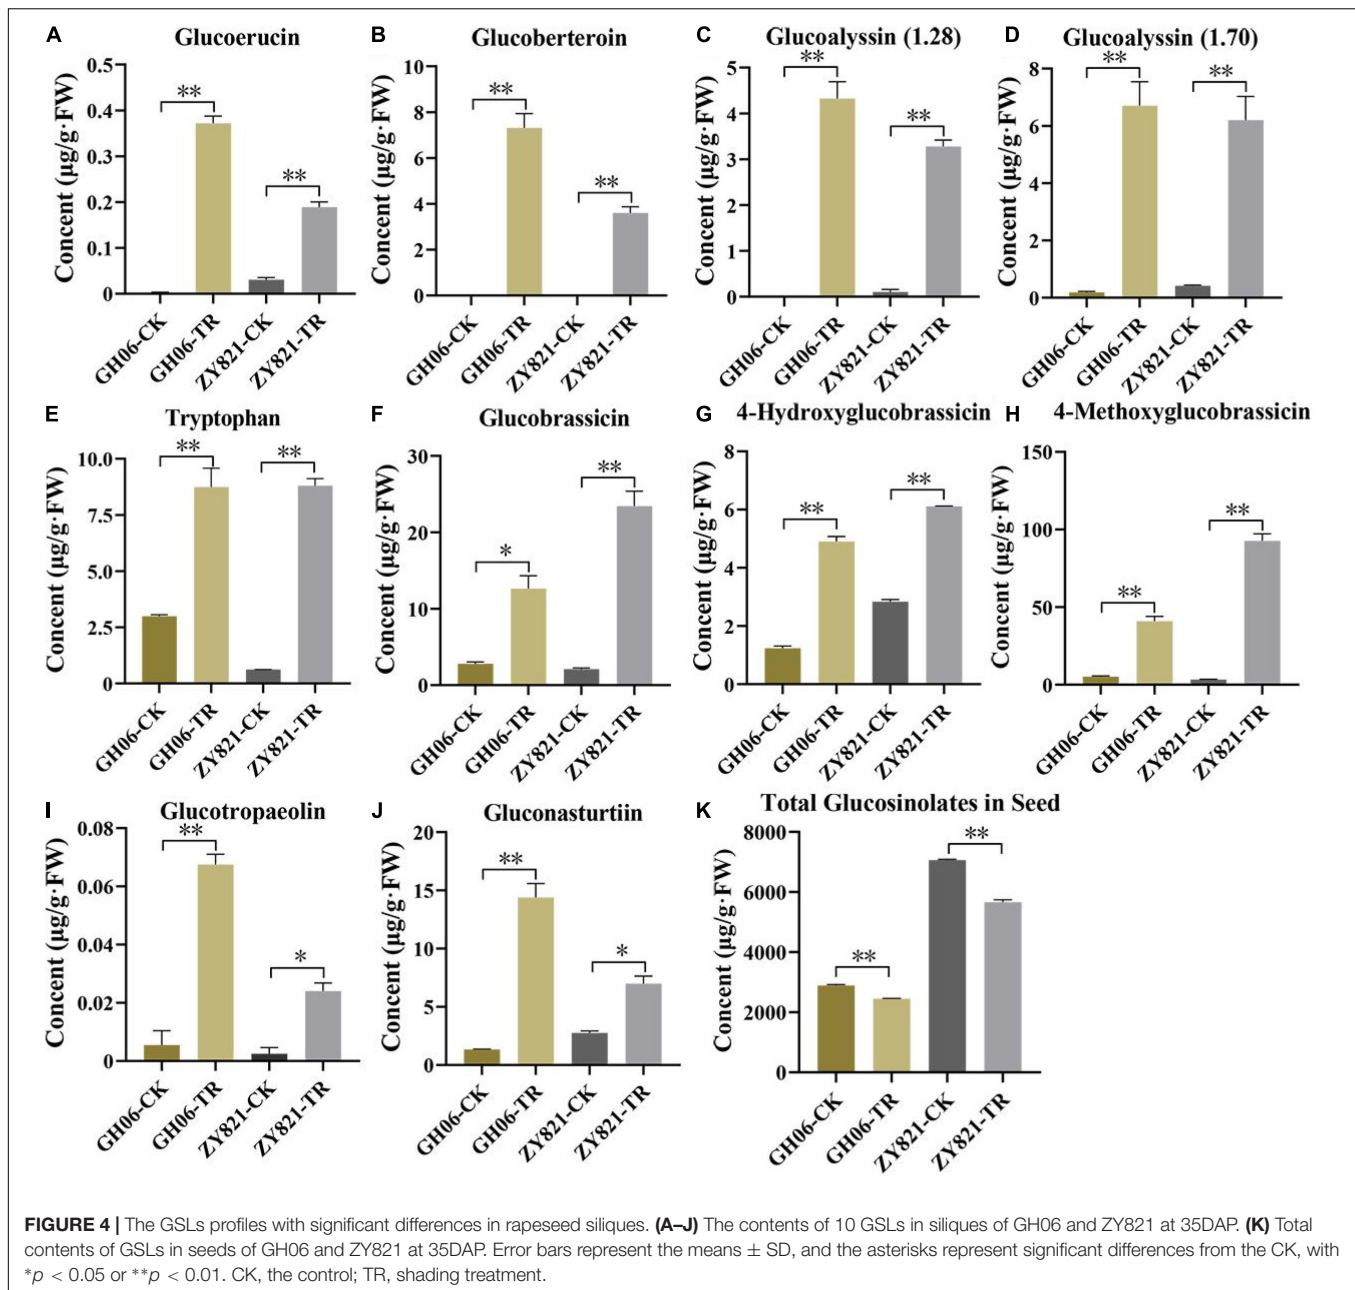 A
Glucoerucin
Concent (μg/g·FW)
0.5
0.4
0.3
0.2
0.1
0
**
**
GH06-CK
GH06-TR
ZY821-CK
ZY821-TR
B
Glucoberteroin
Concent (μg/g·FW)
10
8
6
4
2
0
**
**
GH06-CK
GH06-TR
ZY821-CK
ZY821-TR
C
Glucoalyssin (1.28)
Concent (μg/g·FW)
5
4
3
2
1
0
**
**
GH06-CK
GH06-TR
ZY821-CK
ZY821-TR
D
Glucoalyssin (1.70)
Concent (μg/g·FW)
8
6
4
2
0
**
**
GH06-CK
GH06-TR
ZY821-CK
ZY821-TR
E
Tryptophan
Concent (μg/g·FW)
10.0
7.5
5.0
2.5
0
**
**
GH06-CK
GH06-TR
ZY821-CK
ZY821-TR
F
Glucobrassicin
Concent (μg/g·FW)
30
20
10
0
*
**
GH06-CK
GH06-TR
ZY821-CK
ZY821-TR
G
4-Hydroxyglucobrassicin
Concent (μg/g·FW)
8
6
4
2
0
**
**
GH06-CK
GH06-TR
ZY821-CK
ZY821-TR
H
4-Methoxyglucobrassicin
Concent (μg/g·FW)
150
100
50
0
**
**
GH06-CK
GH06-TR
ZY821-CK
ZY821-TR
I
Glucotropaeolin
Concent (μg/g·FW)
0.08
0.06
0.04
0.02
0
**
*
GH06-CK
GH06-TR
ZY821-CK
ZY821-TR
J
Gluconasturtiin
Concent (μg/g·FW)
20
15
10
5
0
**
*
GH06-CK
GH06-TR
ZY821-CK
ZY821-TR
K
Total Glucosinolates in Seed
Concent (μg/g·FW)
8000
6000
4000
2000
0
**
**
GH06-CK
GH06-TR
ZY821-CK
ZY821-TR
FIGURE 4 | The GSLs profiles with significant differences in rapeseed siliques. (A–J) The contents of 10 GSLs in siliques of GH06 and ZY821 at 35DAP. (K) Total
contents of GSLs in seeds of GH06 and ZY821 at 35DAP. Error bars represent the means ± SD, and the asterisks represent significant differences from the CK, with
*p < 0.05 or **p < 0.01. CK, the control; TR, shading treatment.